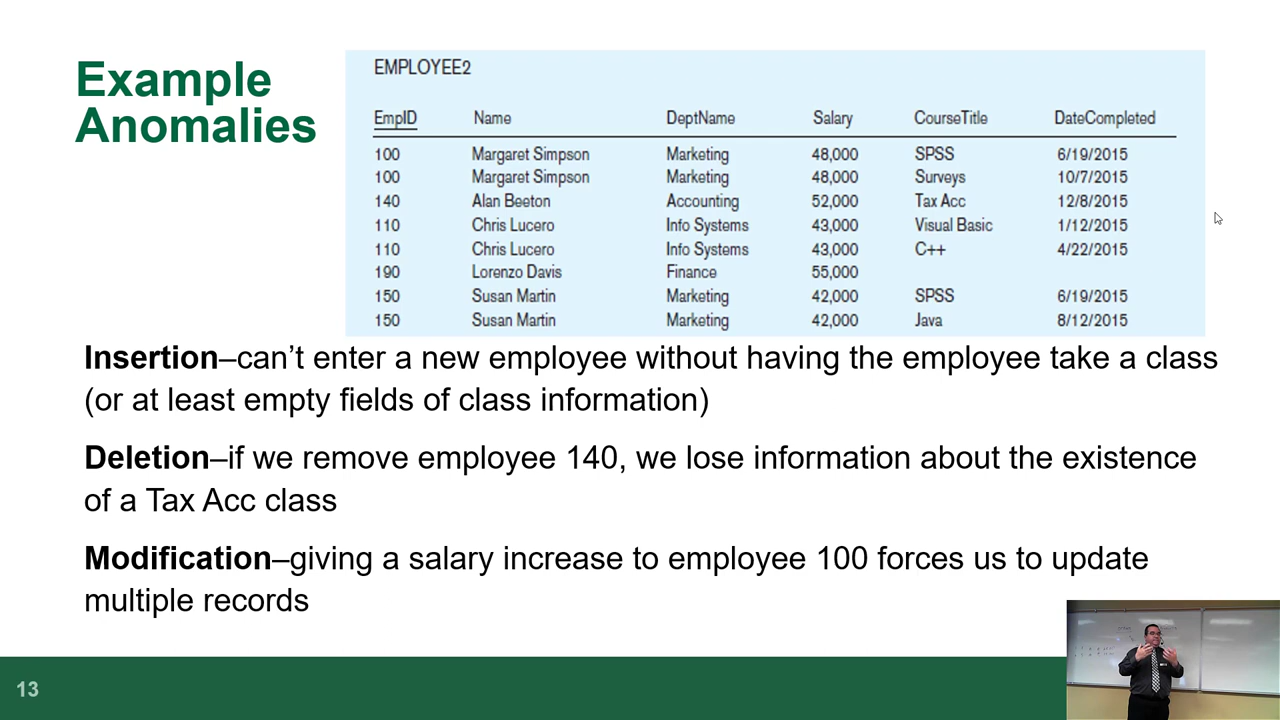 Example
Anomalies
EMPLOYEE2
EmpID Name DeptName Salary CourseTitle DateCompleted
100 Margaret Simpson Marketing 48,000 SPSS 6/19/2015
100 Margaret Simpson Marketing 48,000 Surveys 10/7/2015
140 Alan Beeton Accounting 52,000 Tax Acc 12/8/2015
110 Chris Lucero Info Systems 43,000 Visual Basic 1/12/2015
110 Chris Lucero Info Systems 43,000 C++ 4/22/2015
190 Lorenzo Davis Finance 55,000
150 Susan Martin Marketing 42,000 SPSS 6/19/2015
150 Susan Martin Marketing 42,000 Java 8/12/2015
Insertion–can’t enter a new employee without having the employee take a class
(or at least empty fields of class information)
Deletion–if we remove employee 140, we lose information about the existence
of a Tax Acc class
Modification–giving a salary increase to employee 100 forces us to update
multiple records
13